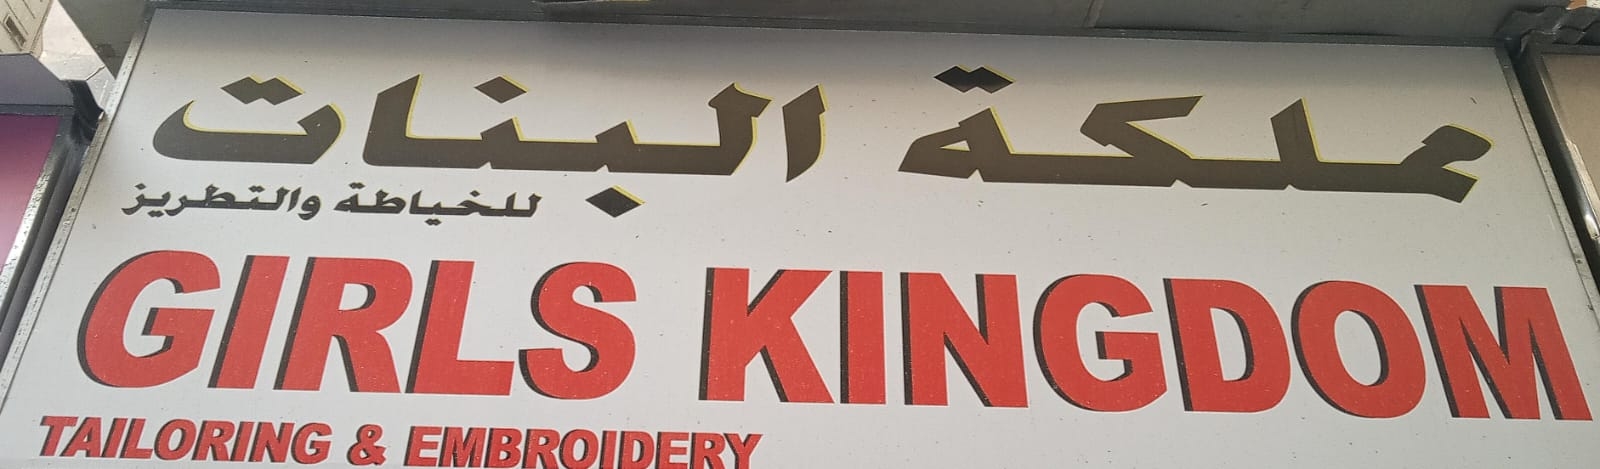 مملكة البنات
للخياطة والتطريز
GIRLS KINGDOM
TAILORING & EMBROIDERY